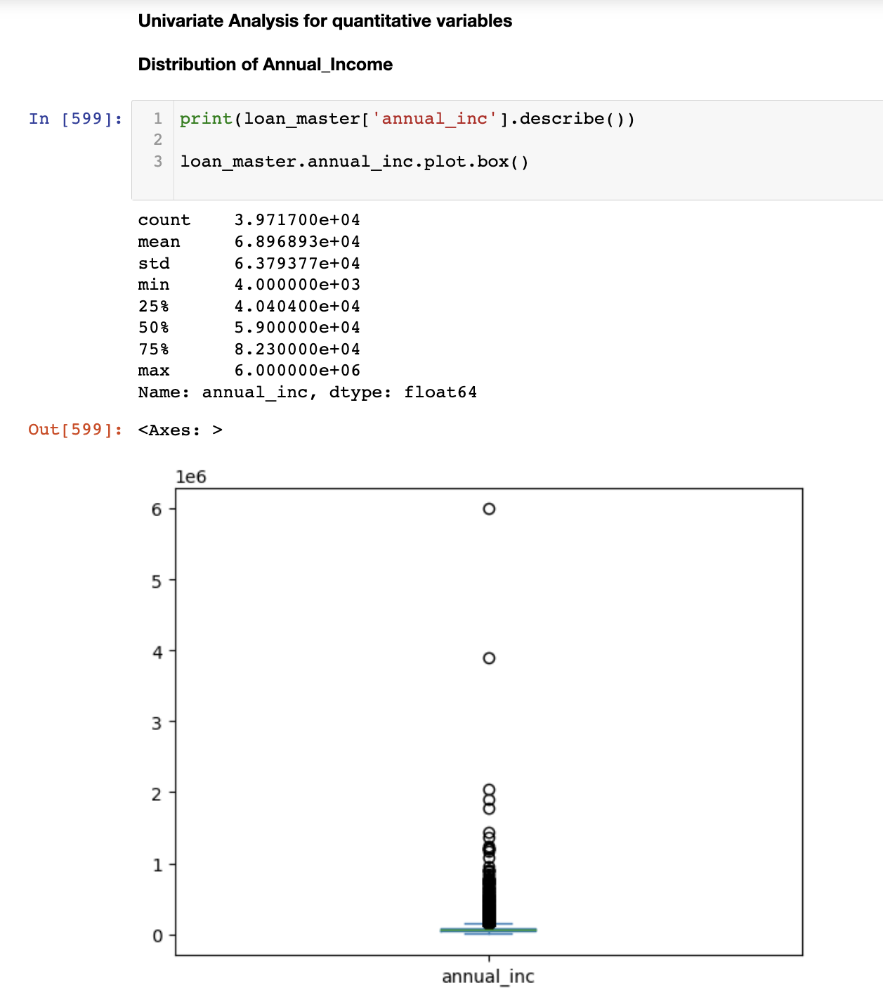 Univariate Analysis for quantitative variables
Distribution of Annual_Income
In [599]:
1 print(loan_master['annual_inc'].describe())
2
3 loan_master.annual_inc.plot.box()
count 3.971700e+04
mean 6.896893e+04
std 6.379377e+04
min 4.000000e+03
25% 4.040400e+04
50% 5.900000e+04
75% 8.230000e+04
max 6.000000e+06
Name: annual_inc, dtype: float64
Out[599]: <Axes: >
1e6
6
5
4
3
2
1
0
annual_inc